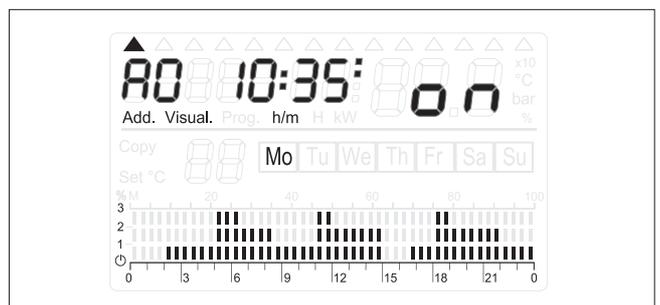 x10
A0 10:35 on
°C
bar
Add. Visual. Prog. h/m H kW %
Copy
Mo Tu We Th Fr Sa Su
Set °C
% M 20 40 60 80 100
3
2
1
0 3 6 9 12 15 18 21 0